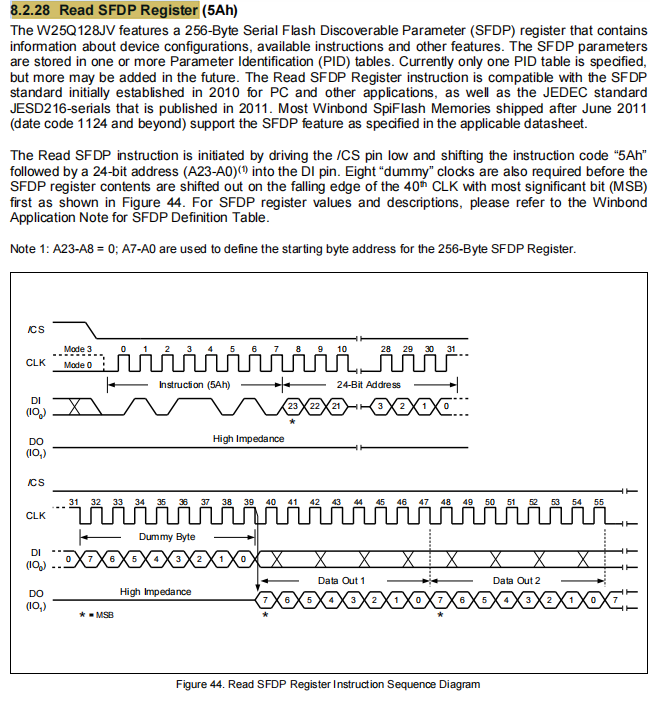 8.2.28 Read SFDP Register (5Ah)
The W25Q128JV features a 256-Byte Serial Flash Discoverable Parameter (SFDP) register that contains
information about device configurations, available instructions and other features. The SFDP parameters
are stored in one or more Parameter Identification (PID) tables. Currently only one PID table is specified,
but more may be added in the future. The Read SFDP Register instruction is compatible with the SFDP
standard initially established in 2010 for PC and other applications, as well as the JEDEC standard
JESD216-serials that is published in 2011. Most Winbond SpiFlash Memories shipped after June 2011
(date code 1124 and beyond) support the SFDP feature as specified in the applicable datasheet.
The Read SFDP instruction is initiated by driving the /CS pin low and shifting the instruction code “5Ah”
followed by a 24-bit address (A23-A0)(1) into the DI pin. Eight “dummy” clocks are also required before the
SFDP register contents are shifted out on the falling edge of the 40th CLK with most significant bit (MSB)
first as shown in Figure 44. For SFDP register values and descriptions, please refer to the Winbond
Application Note for SFDP Definition Table.
Note 1: A23-A8 = 0; A7-A0 are used to define the starting byte address for the 256-Byte SFDP Register.
/CS
Mode 3 0 1 2 3 4 5 6 7 8 9 10 28 29 30 31
CLK Mode 0
Instruction (5Ah) 24-Bit Address
DI
(IO0) 23 22 21 3 2 1 0
*
DO High Impedance
(IO1)
/CS
31 32 33 34 35 36 37 38 39 40 41 42 43 44 45 46 47 48 49 50 51 52 53 54 55
CLK
Dummy Byte
DI
(IO0) 0 7 6 5 4 3 2 1 0
Data Out 1 Data Out 2
DO High Impedance
(IO1) 7 6 5 4 3 2 1 0 7 6 5 4 3 2 1 0 7
* = MSB * *
Figure 44. Read SFDP Register Instruction Sequence Diagram